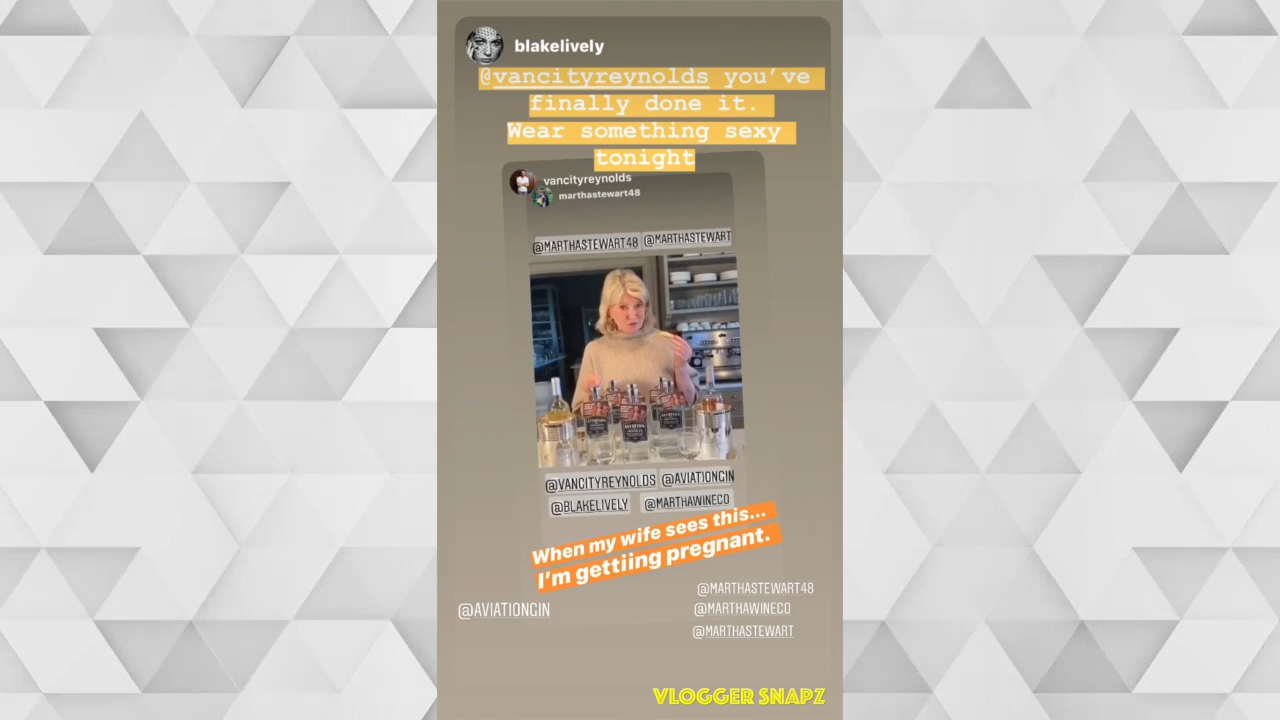 blakelively
@vancityreynolds you've
finally done it.
Wear something sexy
tonight
vancityreynolds
marthastewart48
@MARTHASTEWART48 @MARTHASTEWART
AVIATION
@VANCITYREYNOLDS @AVIATIONGIN
@BLAKELIVELY @MARTHAWINECO
When my wife sees this...
I'm gettiing pregnant.
@MARTHASTEWART48
@AVIATIONGIN
@MARTHAWINECO
@MARTHASTEWART
VLOGGER SNAPZ